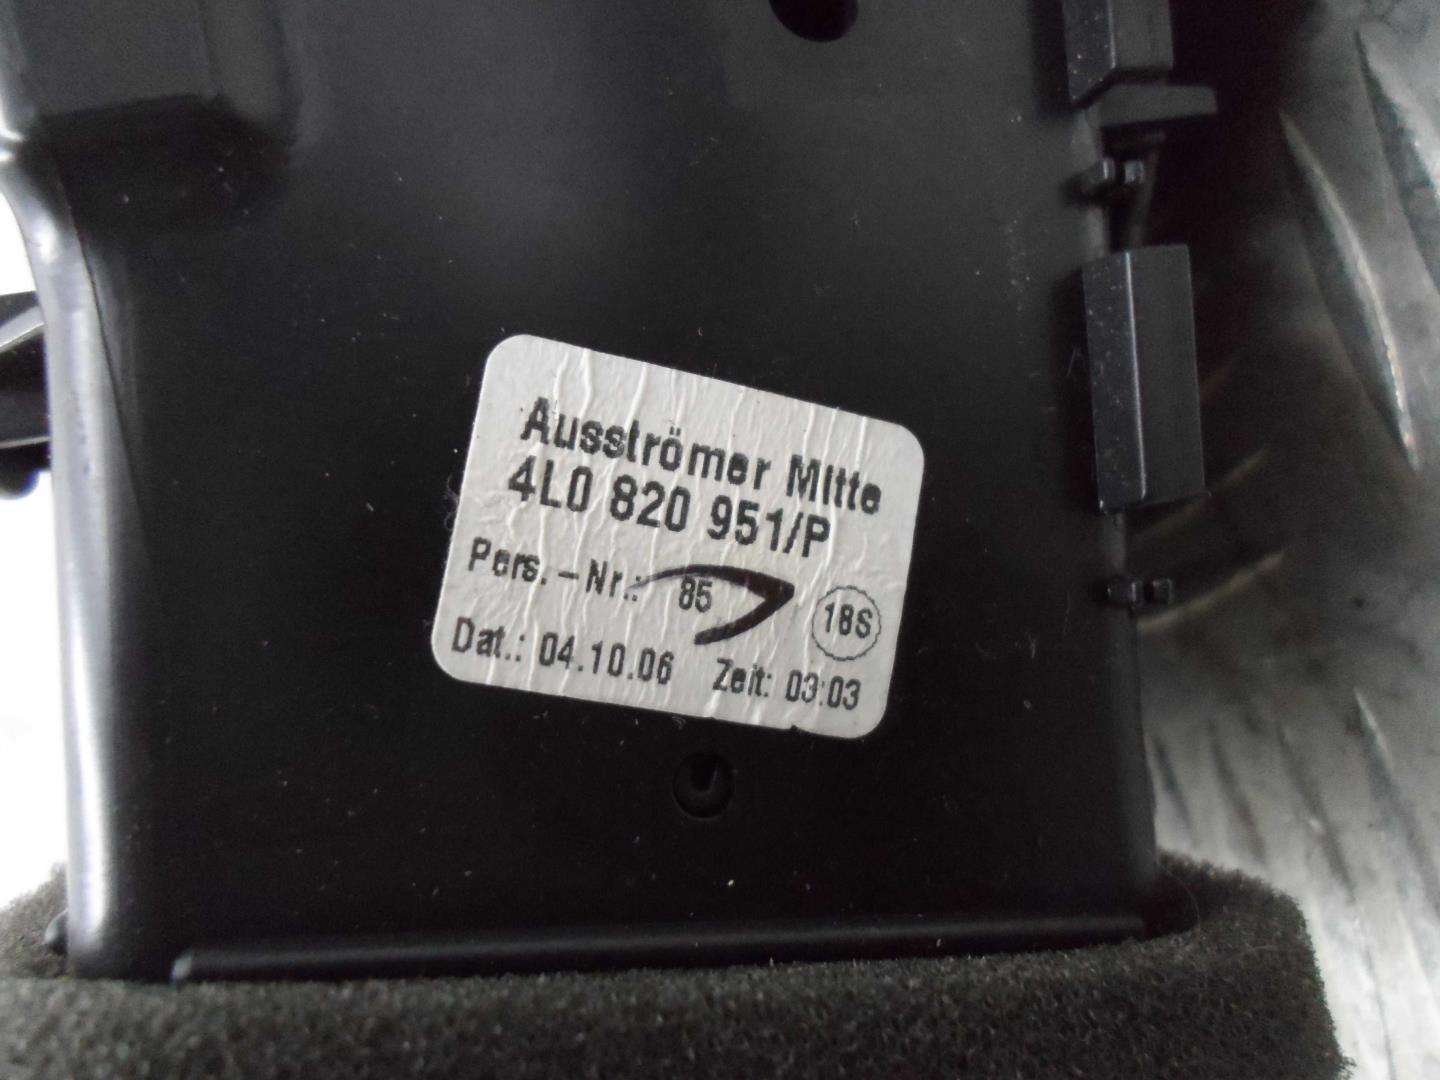 Ausströmer Mitte
4L0 820 951/P
Pers.-Nr.: 85
18S
Dat.: 04.10.06 Zeit: 03:03